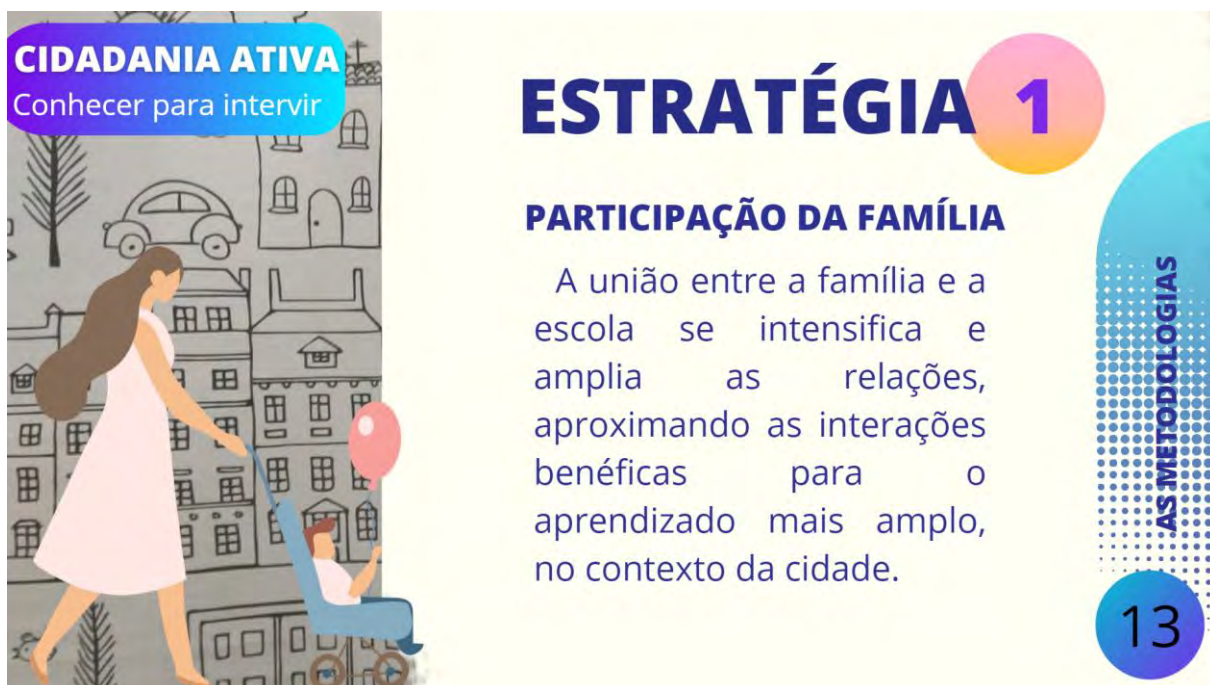 CIDADANIA ATIVA
Conhecer para intervir
ESTRATÉGIA 1
PARTICIPAÇÃO DA FAMÍLIA
A união entre a família e a
escola se intensifica e
amplia as relações,
aproximando as interações
benéficas para o
aprendizado mais amplo,
no contexto da cidade.
AS METODOLOGIAS
13